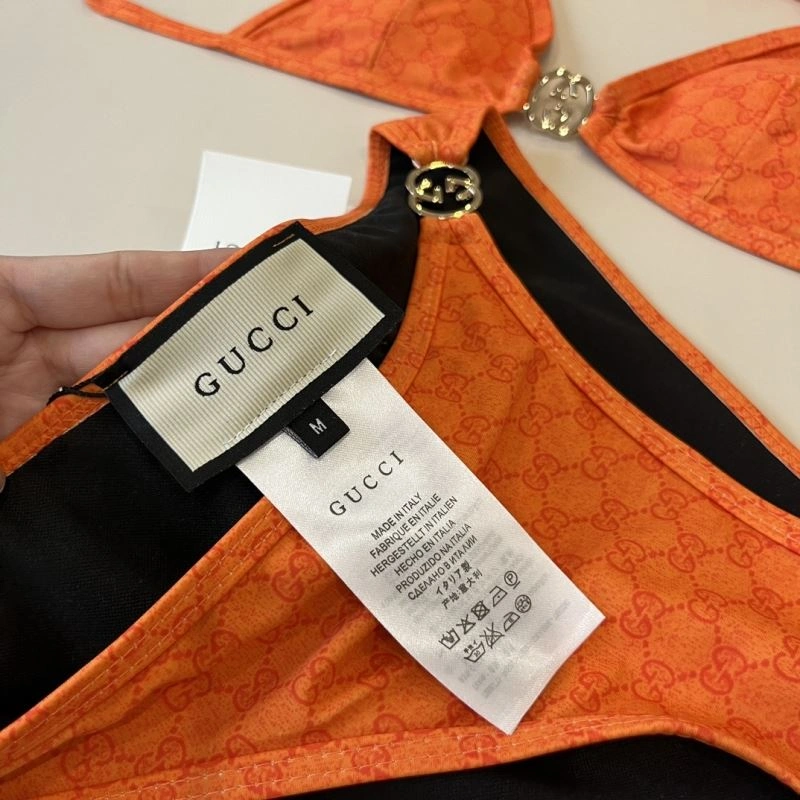 GUCCI
M
GUCCI
MADE IN ITALY
FABRIQUE EN ITALIE
HERGESTELLT IN ITALIEN
HECHO EN ITALIA
PRODUZIDO NA ITALIA
СДЕЛАНО В ИТАЛИИ
イタリア製
产地:意大利